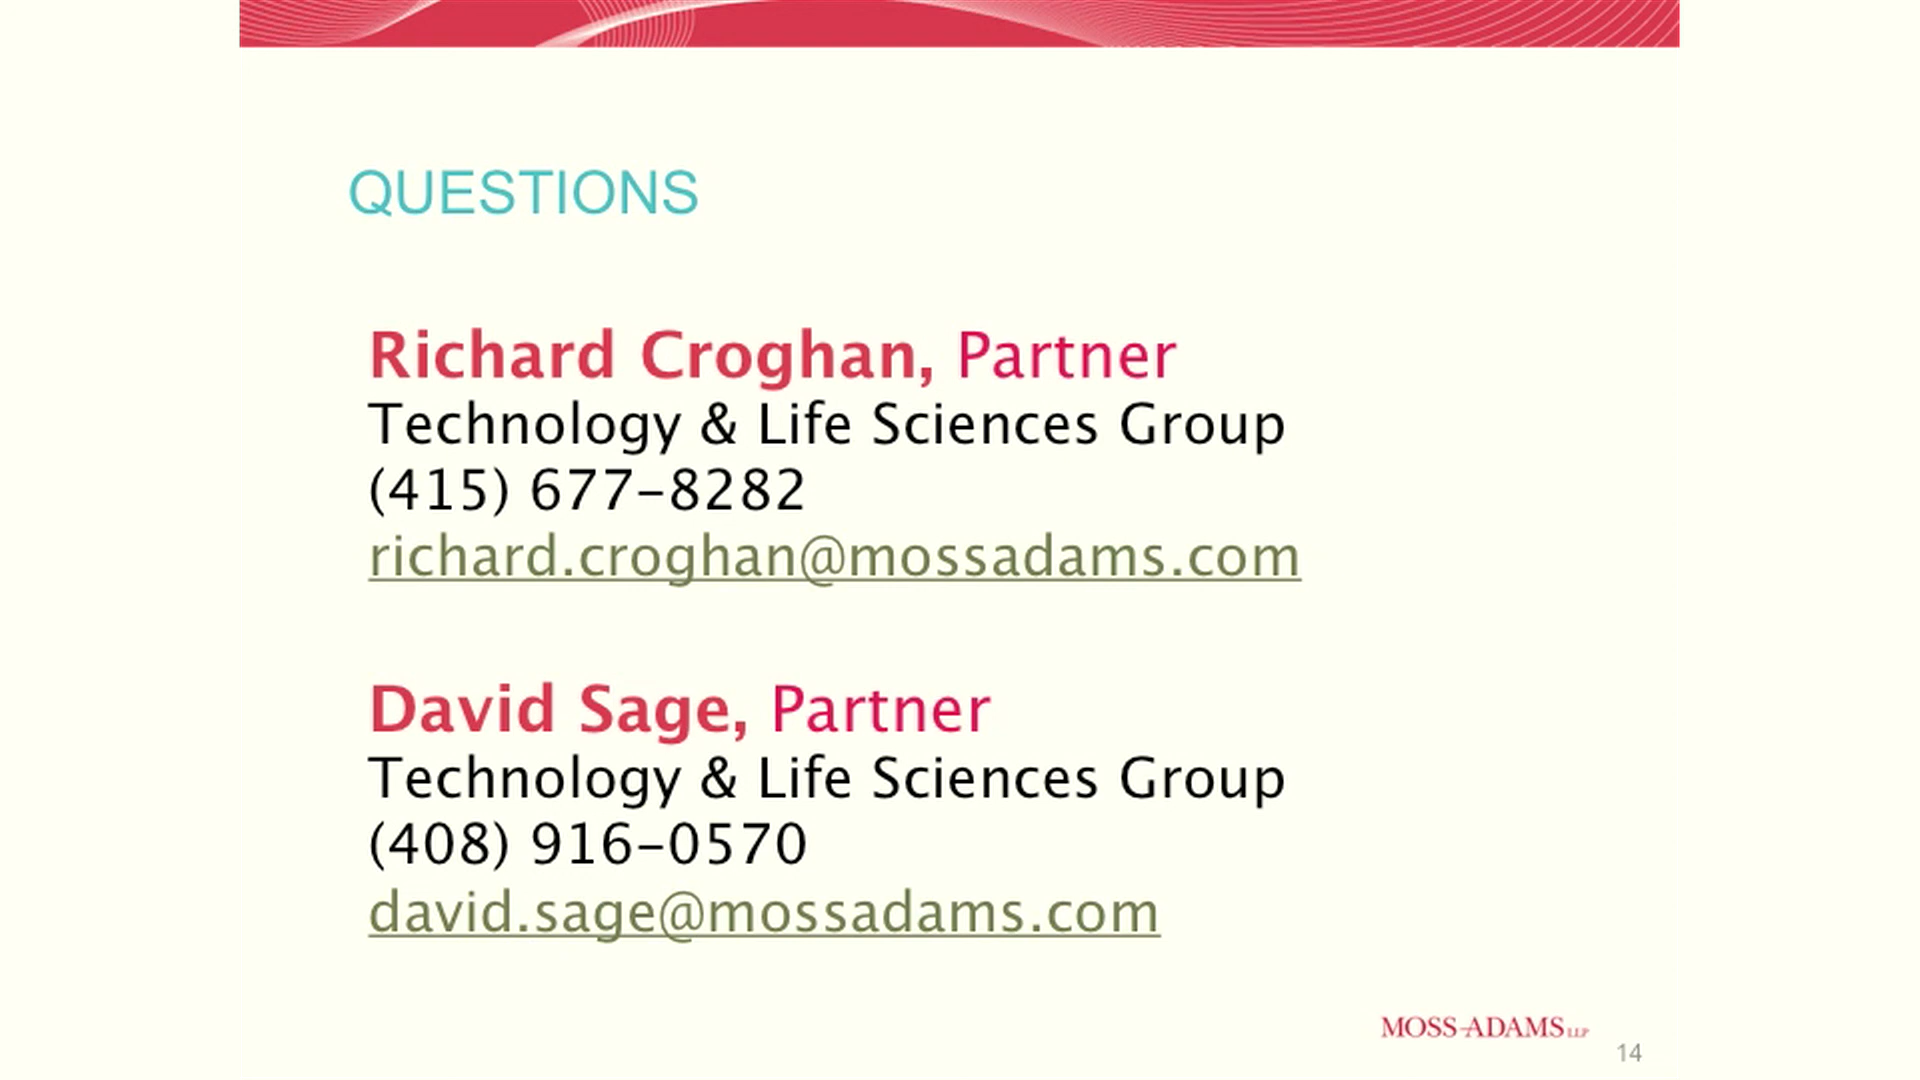 QUESTIONS
Richard Croghan, Partner
Technology & Life Sciences Group
(415) 677-8282
richard.croghan@mossadams.com
David Sage, Partner
Technology & Life Sciences Group
(408) 916-0570
david.sage@mossadams.com
MOSS-ADAMS LLP
14